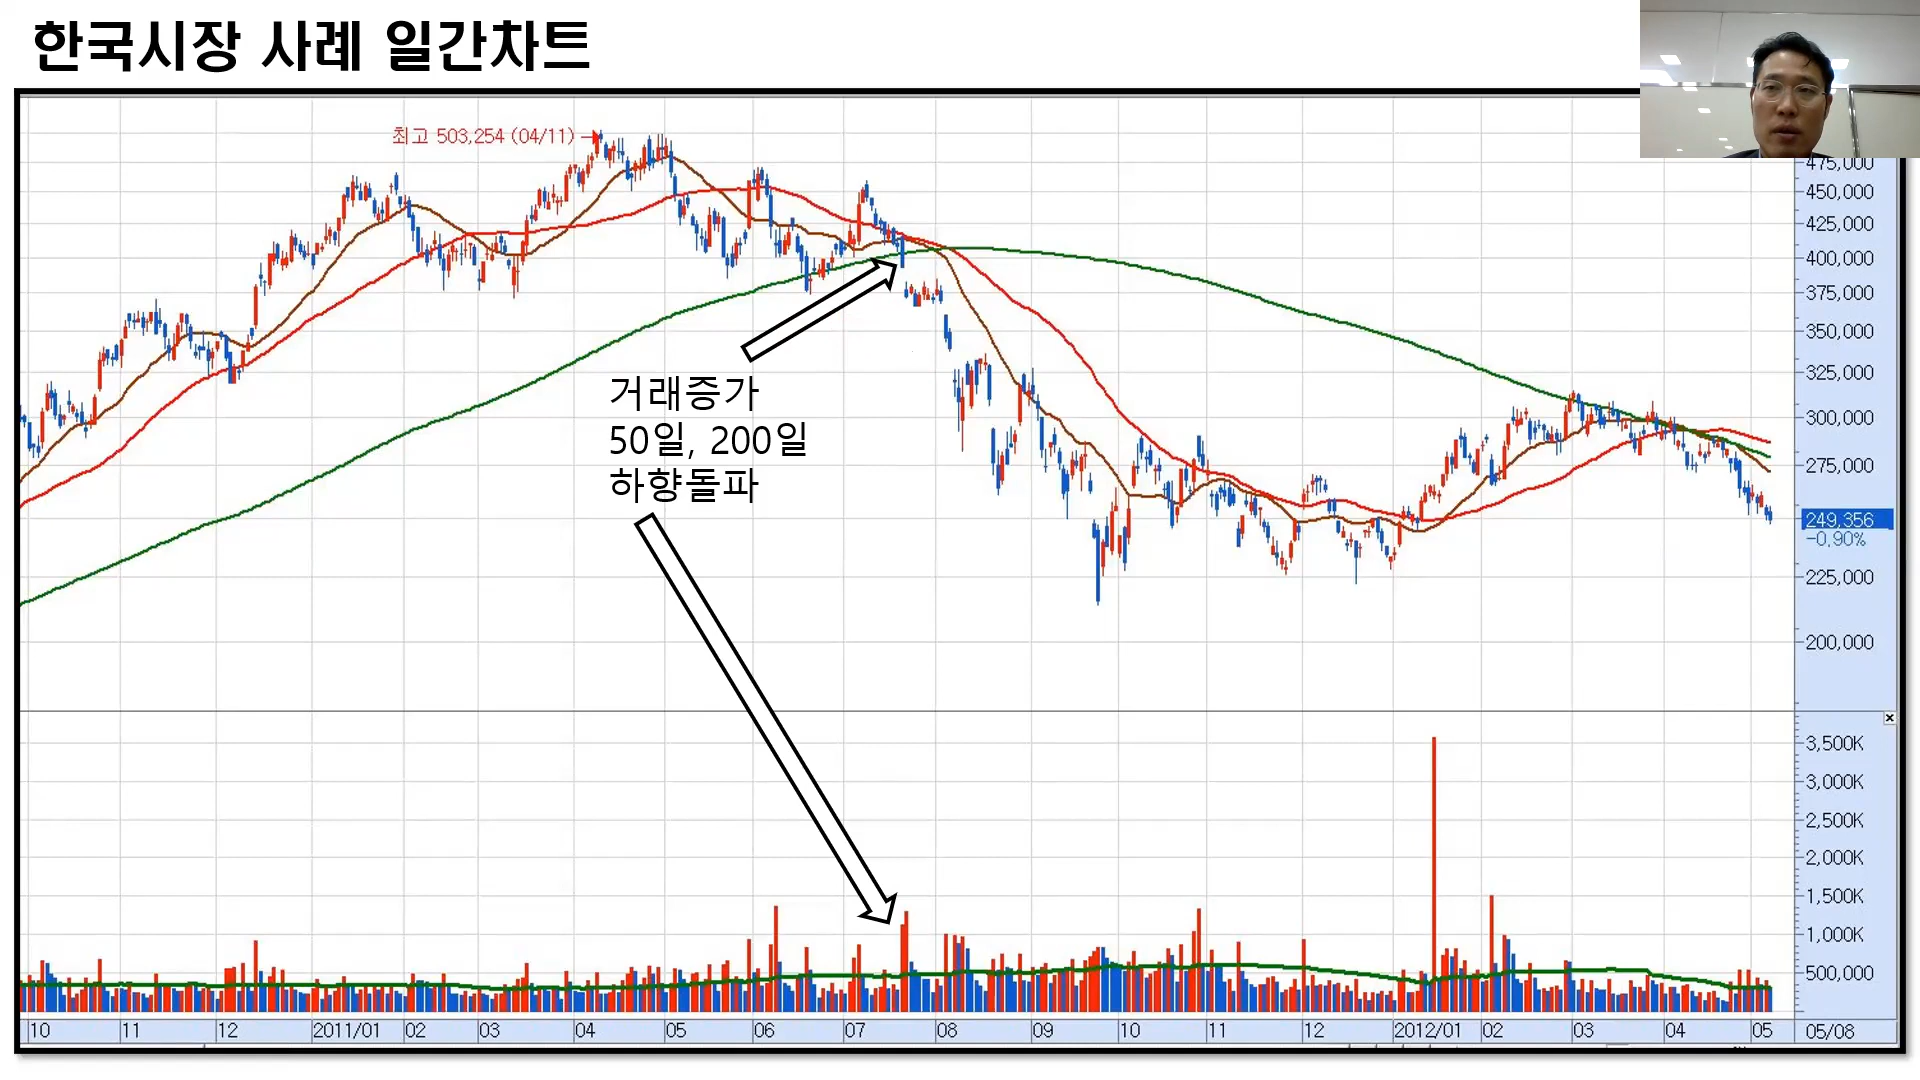 한국시장 사례 일간차트
최고 503,254 (04/11)
475,000
450,000
425,000
400,000
375,000
350,000
325,000
300,000
275,000
249,356
-0,90%
225,000
200,000
거래증가
50일, 200일
하향돌파
3,500K
3,000K
2,500K
2,000K
1,500K
1,000K
500,000
10 11 12 2011/01 02 03 04 05 06 07 08 09 10 11 12 2012/01 02 03 04 05 05/08